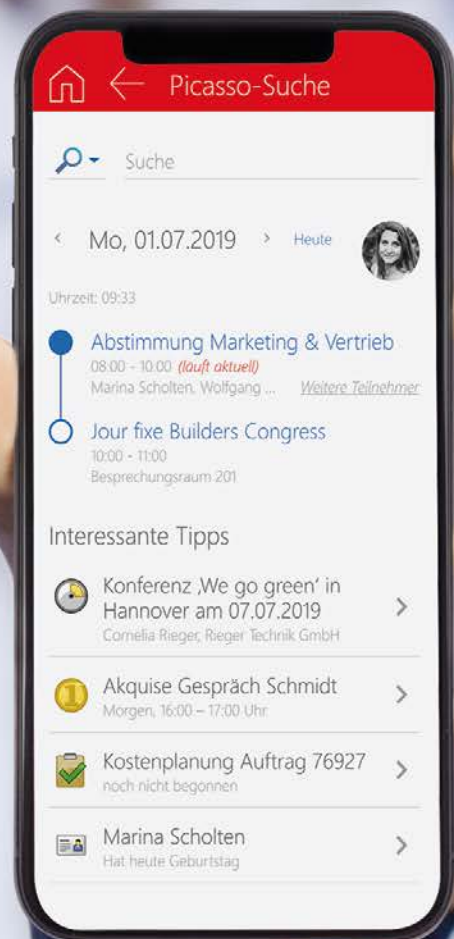 Picasso-Suche
Suche
Mo, 01.07.2019
Heute
Uhrzeit: 09:33
Abstimmung Marketing & Vertrieb
08:00 - 10:00 (läuft aktuell)
Marina Scholten, Wolfgang ... Weitere Teilnehmer
Jour fixe Builders Congress
10:00 - 11:00
Besprechungsraum 201
Interessante Tipps
Konferenz ‚We go green‘ in
Hannover am 07.07.2019
Cornelia Rieger, Rieger Technik GmbH
1
Akquise Gespräch Schmidt
Morgen, 16:00 – 17:00 Uhr
Kostenplanung Auftrag 76927
noch nicht begonnen
Marina Scholten
Hat heute Geburtstag